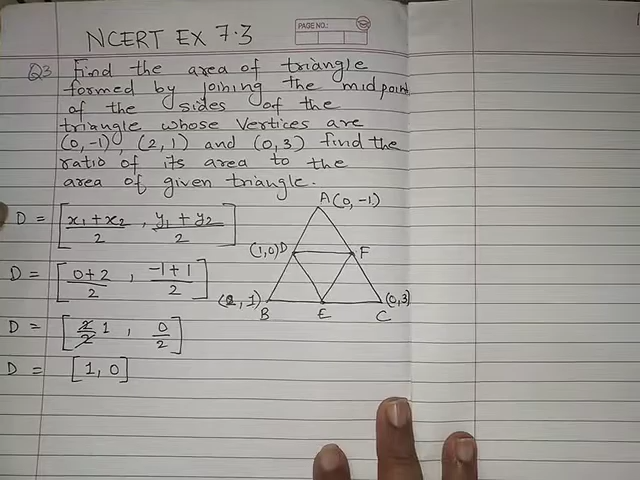 NCERT EX 7.3
PAGE NO.:
Q3 Find the area of triangle
formed by joining the midpoint
of the sides of the
triangle whose vertices are
(0, -1), (2, 1) and (0, 3) find the
ratio of its area to the
area of given triangle.
D = [x₁ + x₂ / 2 , y₁ + y₂ / 2]
A(0, -1)
(1, 0) D
F
D = [0+2 / 2 , -1+1 / 2]
(2, 1)
B
E
C
(0, 3)
D = [2/2 1 , 0/2]
D = [1, 0]